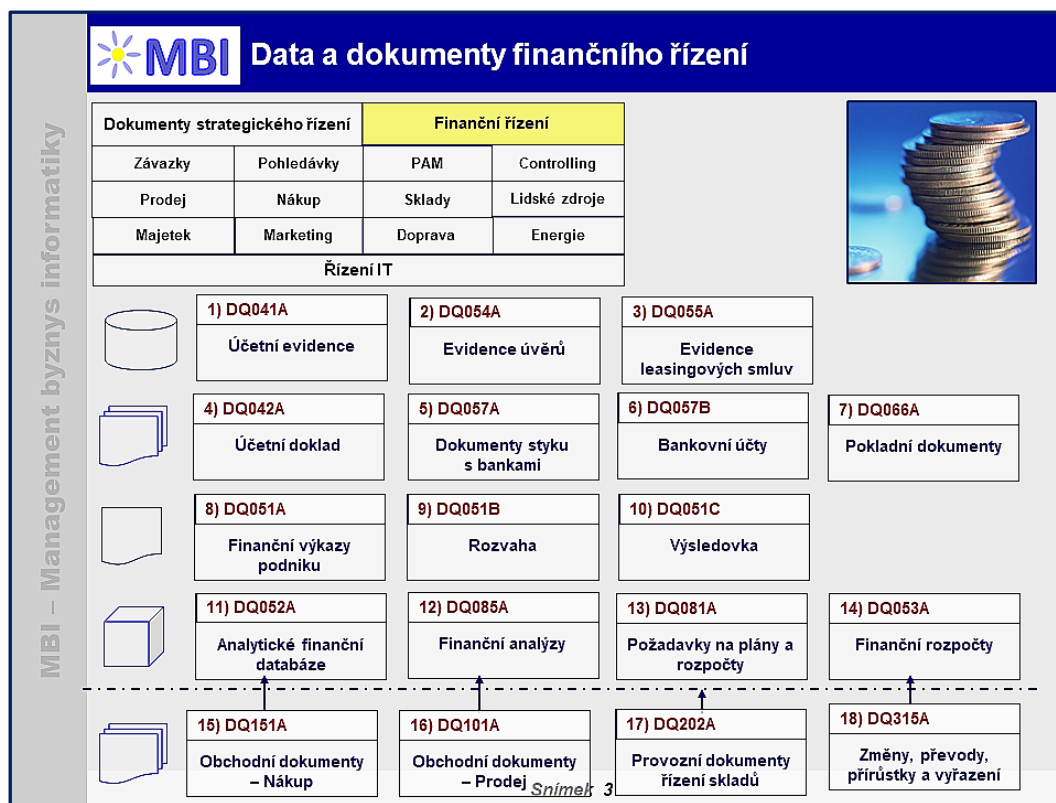 MBI
Data a dokumenty finančního řízení
MBI – Management byznys informatiky
Dokumenty strategického řízení
Finanční řízení
Závazky
Pohledávky
PAM
Controlling
Prodej
Nákup
Sklady
Lidské zdroje
Majetek
Marketing
Doprava
Energie
Řízení IT
1) DQ041A
Účetní evidence
2) DQ054A
Evidence úvěrů
3) DQ055A
Evidence
leasingových smluv
4) DQ042A
Účetní doklad
5) DQ057A
Dokumenty styku
s bankami
6) DQ057B
Bankovní účty
7) DQ066A
Pokladní dokumenty
8) DQ051A
Finanční výkazy
podniku
9) DQ051B
Rozvaha
10) DQ051C
Výsledovka
11) DQ052A
Analytické finanční
databáze
12) DQ085A
Finanční analýzy
13) DQ081A
Požadavky na plány a
rozpočty
14) DQ053A
Finanční rozpočty
15) DQ151A
Obchodní dokumenty
– Nákup
16) DQ101A
Obchodní dokumenty
– Prodej
17) DQ202A
Provozní dokumenty
řízení skladů
18) DQ315A
Změny, převody,
přírůstky a vyřazení
Snímek 3